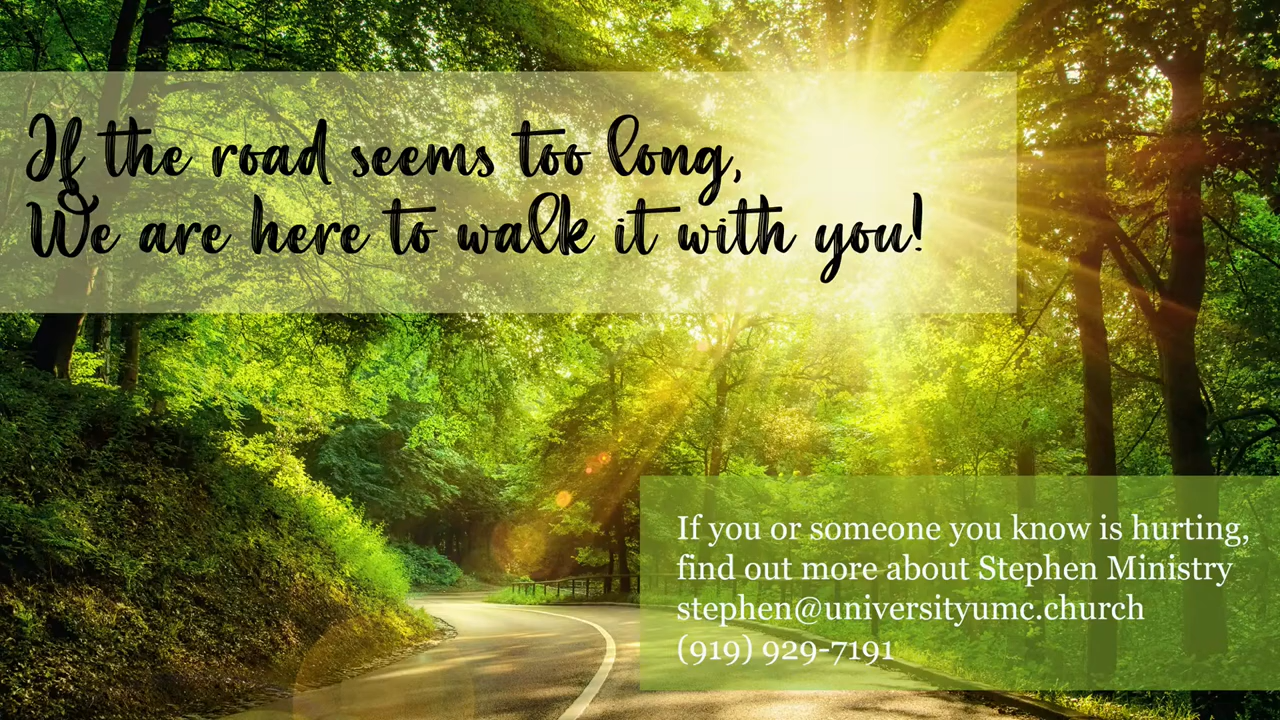 If the road seems too long,
We are here to walk it with you!
If you or someone you know is hurting,
find out more about Stephen Ministry
stephen@universityumc.church
(919) 929-7191